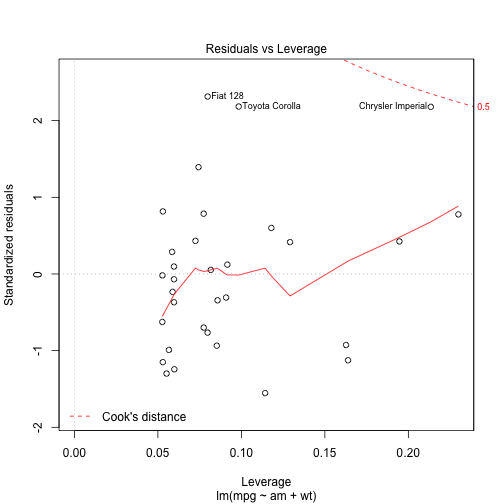 Residuals vs Leverage
Fiat 128
Toyota Corolla
Chrysler Imperial
0.5
2
1
0
-1
-2
Standardized residuals
Cook's distance
0.00
0.05
0.10
0.15
0.20
Leverage
lm(mpg ~ am + wt)